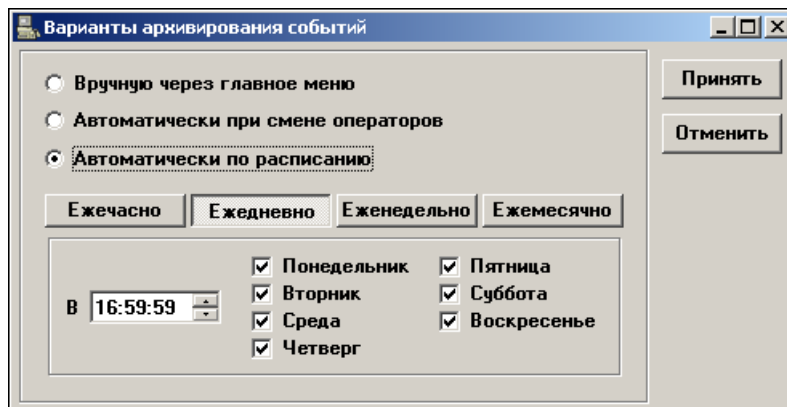 Варианты архивирования событий
Вручную через главное меню
Автоматически при смене операторов
Автоматически по расписанию
Принять
Отменить
Ежечасно Ежедневно Еженедельно Ежемесячно
В 16:59:59
Понедельник Пятница
Вторник Суббота
Среда Воскресенье
Четверг